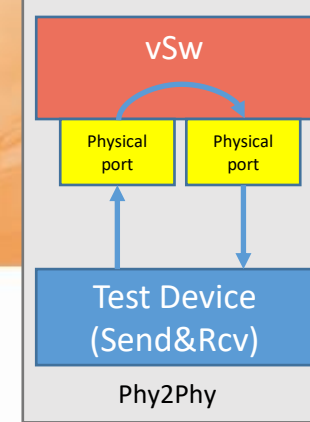 vSw
Physical
port
Physical
port
Test Device
(Send&Rcv)
Phy2Phy